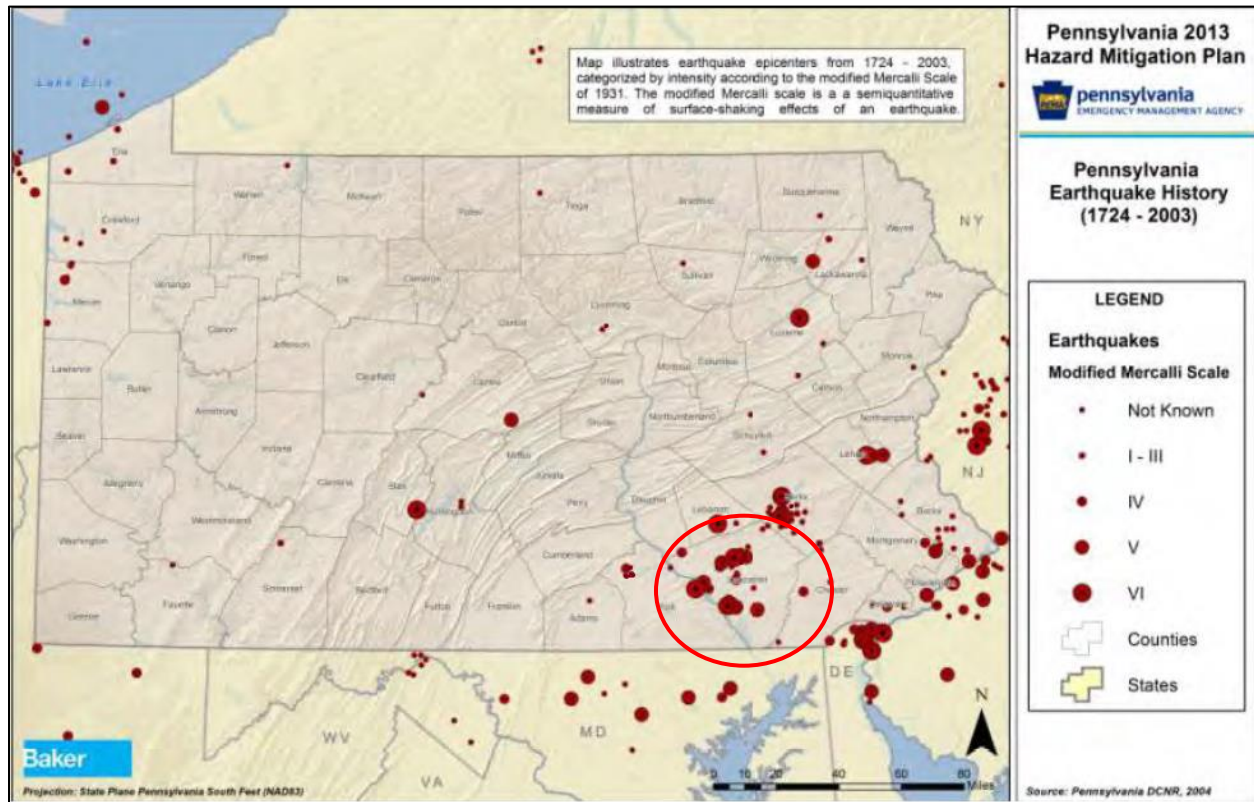 Pennsylvania 2013
Hazard Mitigation Plan
pennsylvania
EMERGENCY MANAGEMENT AGENCY
Pennsylvania
Earthquake History
(1724 - 2003)
LEGEND
Earthquakes
Modified Mercalli Scale
Not Known
I - III
IV
V
VI
Counties
States
Source: Pennsylvania DCNR, 2004
Map illustrates earthquake epicenters from 1724 - 2003,
categorized by intensity according to the modified Mercalli Scale
of 1931. The modified Mercalli scale is a a semiquantitative
measure of surface-shaking effects of an earthquake.
Lake Erie
Erie
Warren
McKean
Potter
Tioga
Bradford
Susquehanna
Wayne
NY
Crawford
Forest
Elk
Cameron
Sullivan
Wyoming
Lackawanna
Pike
Mercer
Venango
Clarion
Jefferson
Clearfield
Clinton
Lycoming
Columbia
Luzerne
Monroe
Lawrence
Butler
Armstrong
Centre
Union
Montour
Carbon
Northampton
Beaver
Indiana
Snyder
Northumberland
Schuylkill
Lehigh
NJ
Allegheny
Cambria
Blair
Mifflin
Juniata
Perry
Dauphin
Lebanon
Berks
Bucks
Westmoreland
Huntingdon
Cumberland
Montgomery
Washington
Somerset
Bedford
Fulton
Franklin
Adams
York
Lancaster
Chester
Delaware
Philadelphia
Greene
Fayette
WV
VA
MD
DE
N
Baker
0 10 20 40 60 80
Miles
Projection: State Plane Pennsylvania South Feet (NAD83)